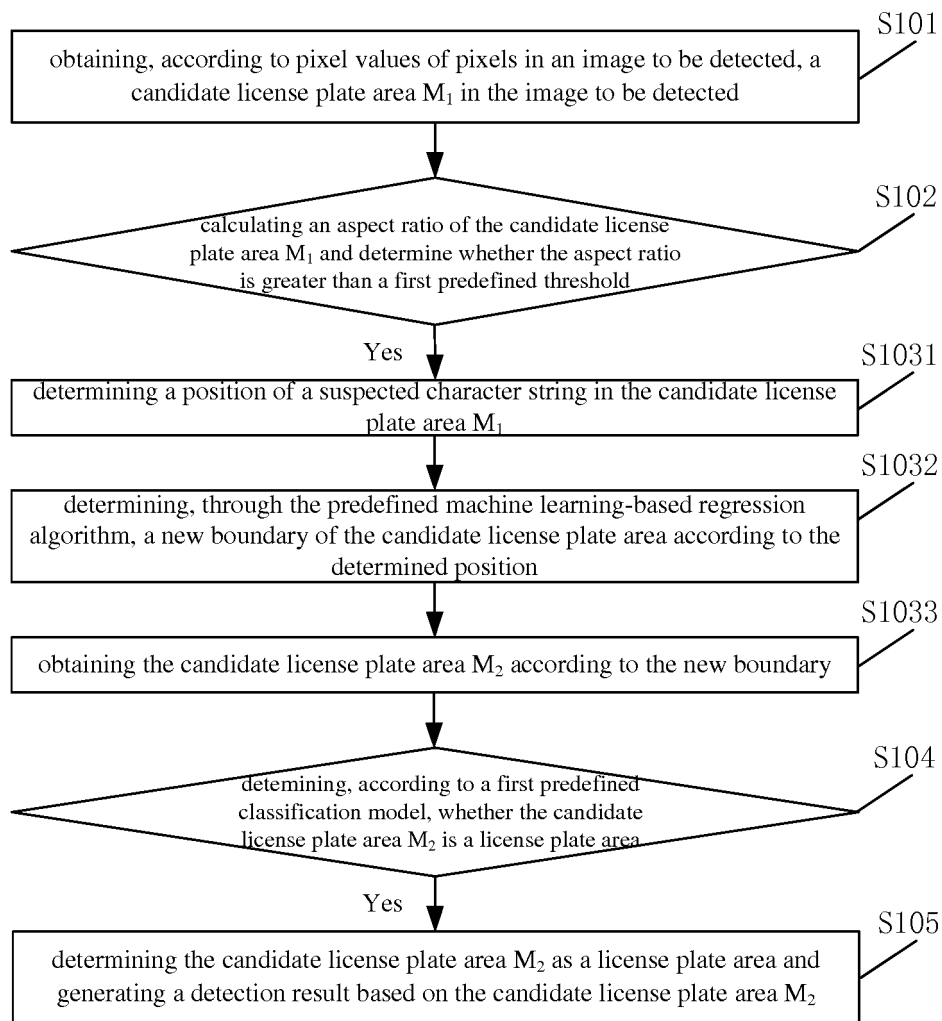 S101
obtaining, according to pixel values of pixels in an image to be detected, a
candidate license plate area M₁ in the image to be detected
S102
calculating an aspect ratio of the candidate license
plate area M₁ and determine whether the aspect ratio
is greater than a first predefined threshold
Yes
S1031
determining a position of a suspected character string in the candidate license
plate area M₁
S1032
determining, through the predefined machine learning-based regression
algorithm, a new boundary of the candidate license plate area according to the
determined position
S1033
obtaining the candidate license plate area M₂ according to the new boundary
S104
detemining, according to a first predefined
classification model, whether the candidate
license plate area M₂ is a license plate area
Yes
S105
determining the candidate license plate area M₂ as a license plate area and
generating a detection result based on the candidate license plate area M₂